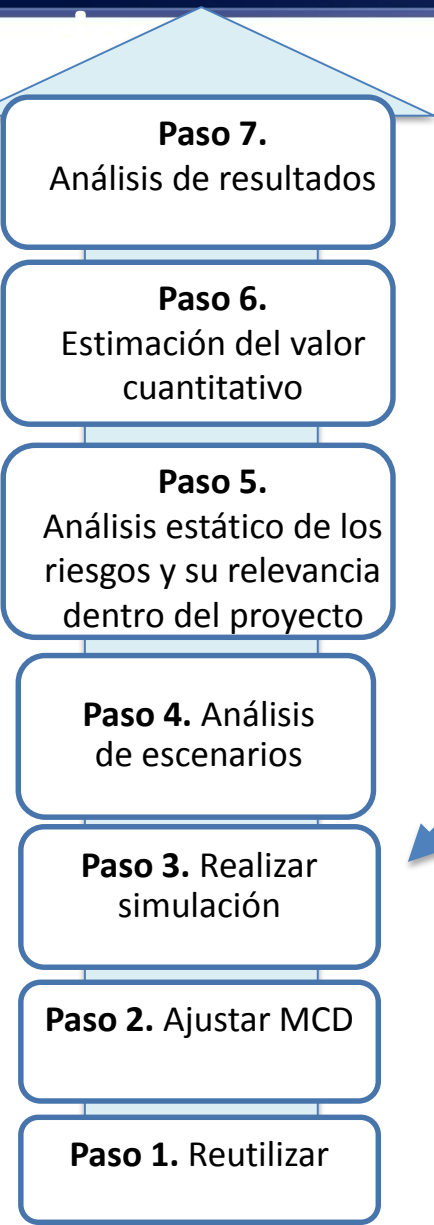 Paso 7.
Análisis de resultados
Paso 6.
Estimación del valor
cuantitativo
Paso 5.
Análisis estático de los
riesgos y su relevancia
dentro del proyecto
Paso 4. Análisis
de escenarios
Paso 3. Realizar
simulación
Paso 2. Ajustar MCD
Paso 1. Reutilizar